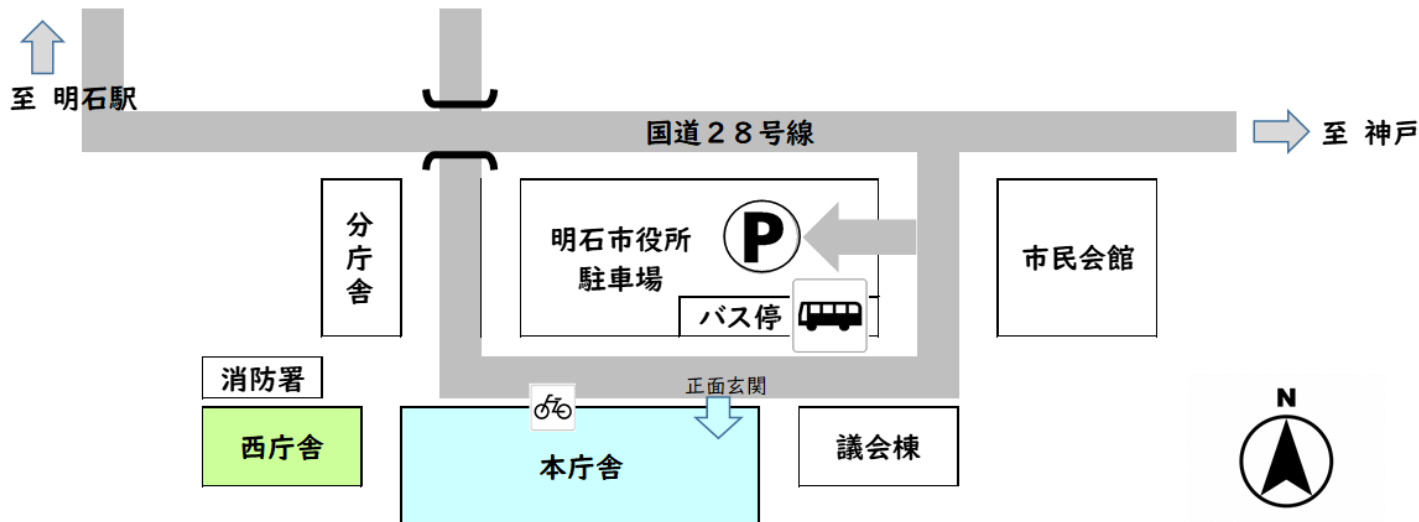 至 明石駅
国道２８号線
至 神戸
分庁舎
明石市役所
駐車場
P
市民会館
バス停
消防署
正面玄関
西庁舎
本庁舎
議会棟
N